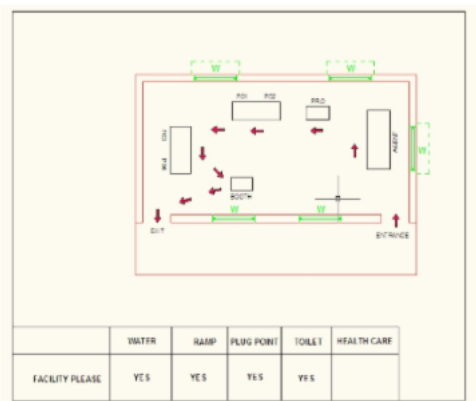 W
W
PO1 PO2
PRO
W
AGENT
BOOTH
W
W
EXIT
ENTRANCE
WATER RAMP PLUG POINT TOILET HEALTH CARE
FACILITY PLEASE YES YES YES YES